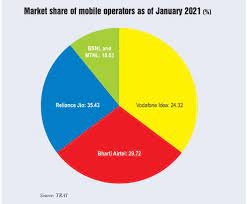 Market share of mobile operators as of January 2021 (%)
BSNL and
MTNL: 10.53
Reliance Jio: 35.43
Vodafone Idea: 24.32
Bharti Airtel: 29.72
Source: TRAI